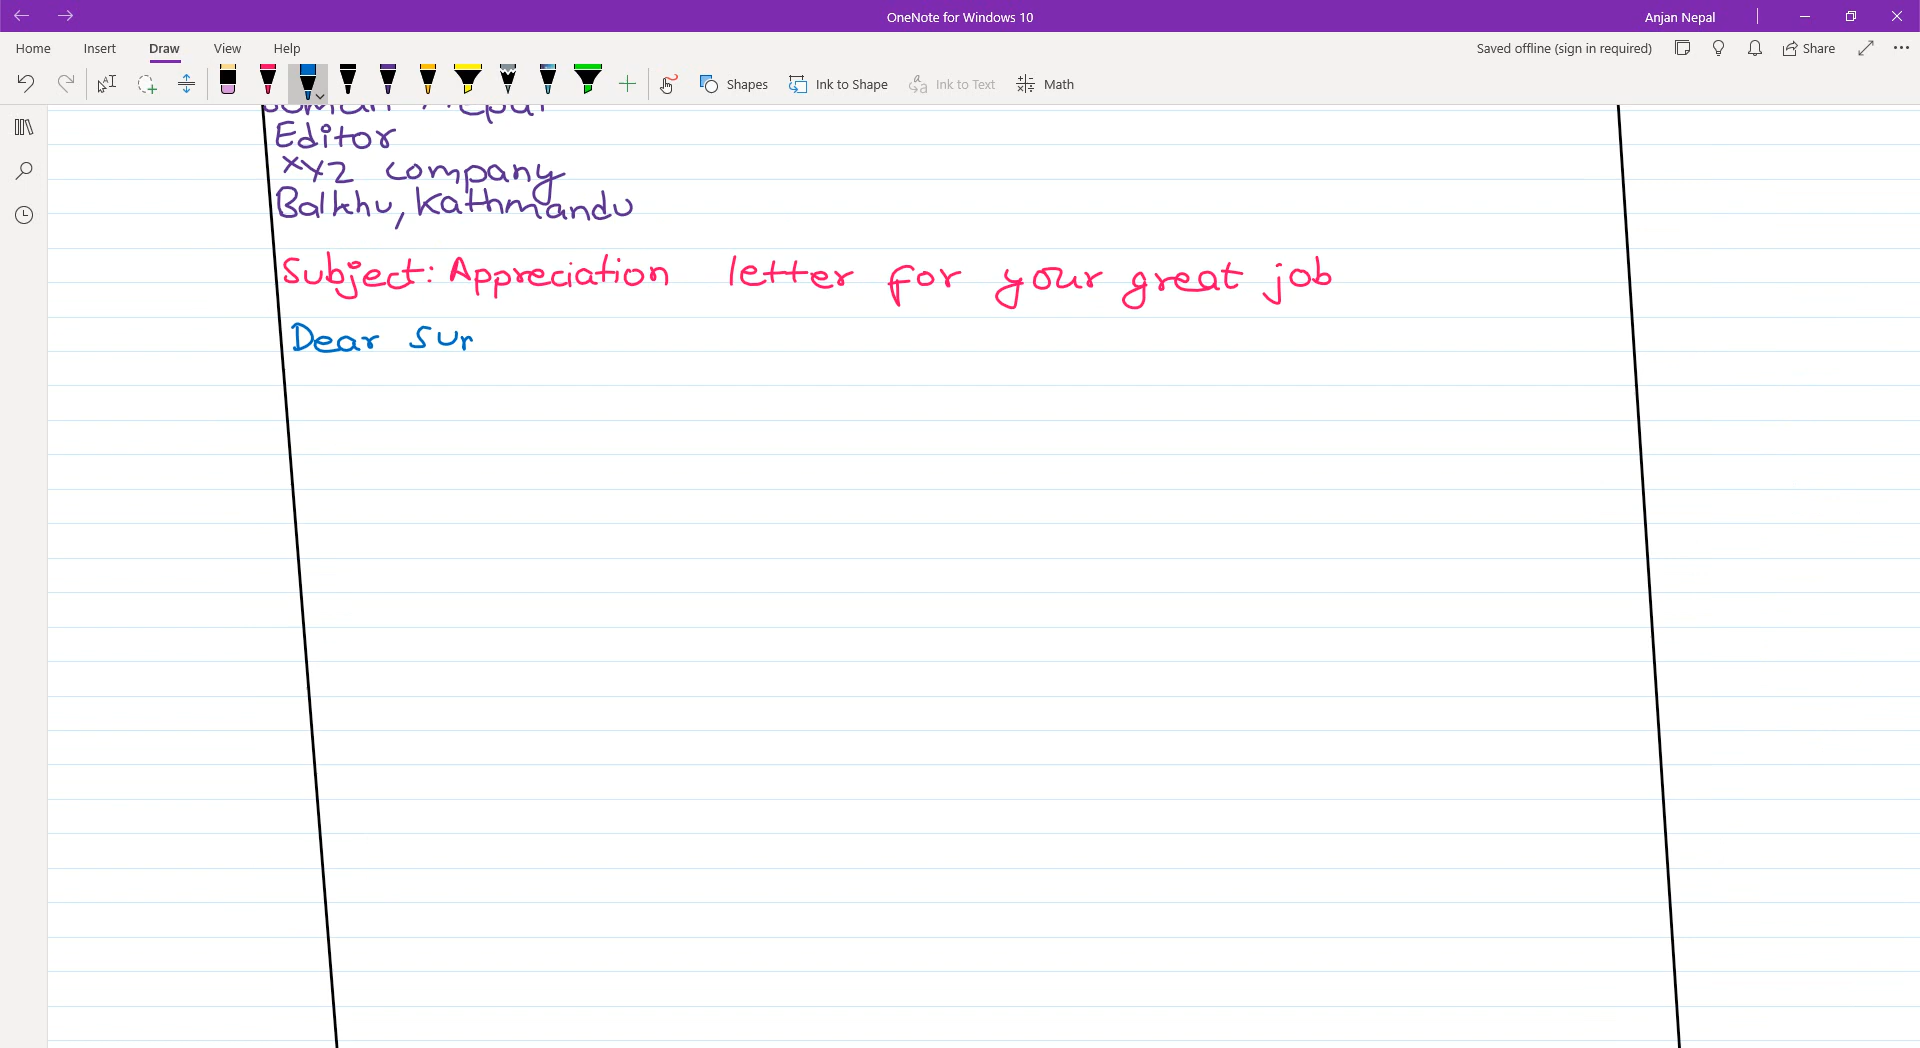 OneNote for Windows 10
Anjan Nepal
Home Insert Draw View Help
Saved offline (sign in required)
Share
Shapes
Ink to Shape
Ink to Text
Math
Nepal
Editor
XYZ company
Balkhu, Kathmandu
Subject: Appreciation letter for your great job
Dear Sur